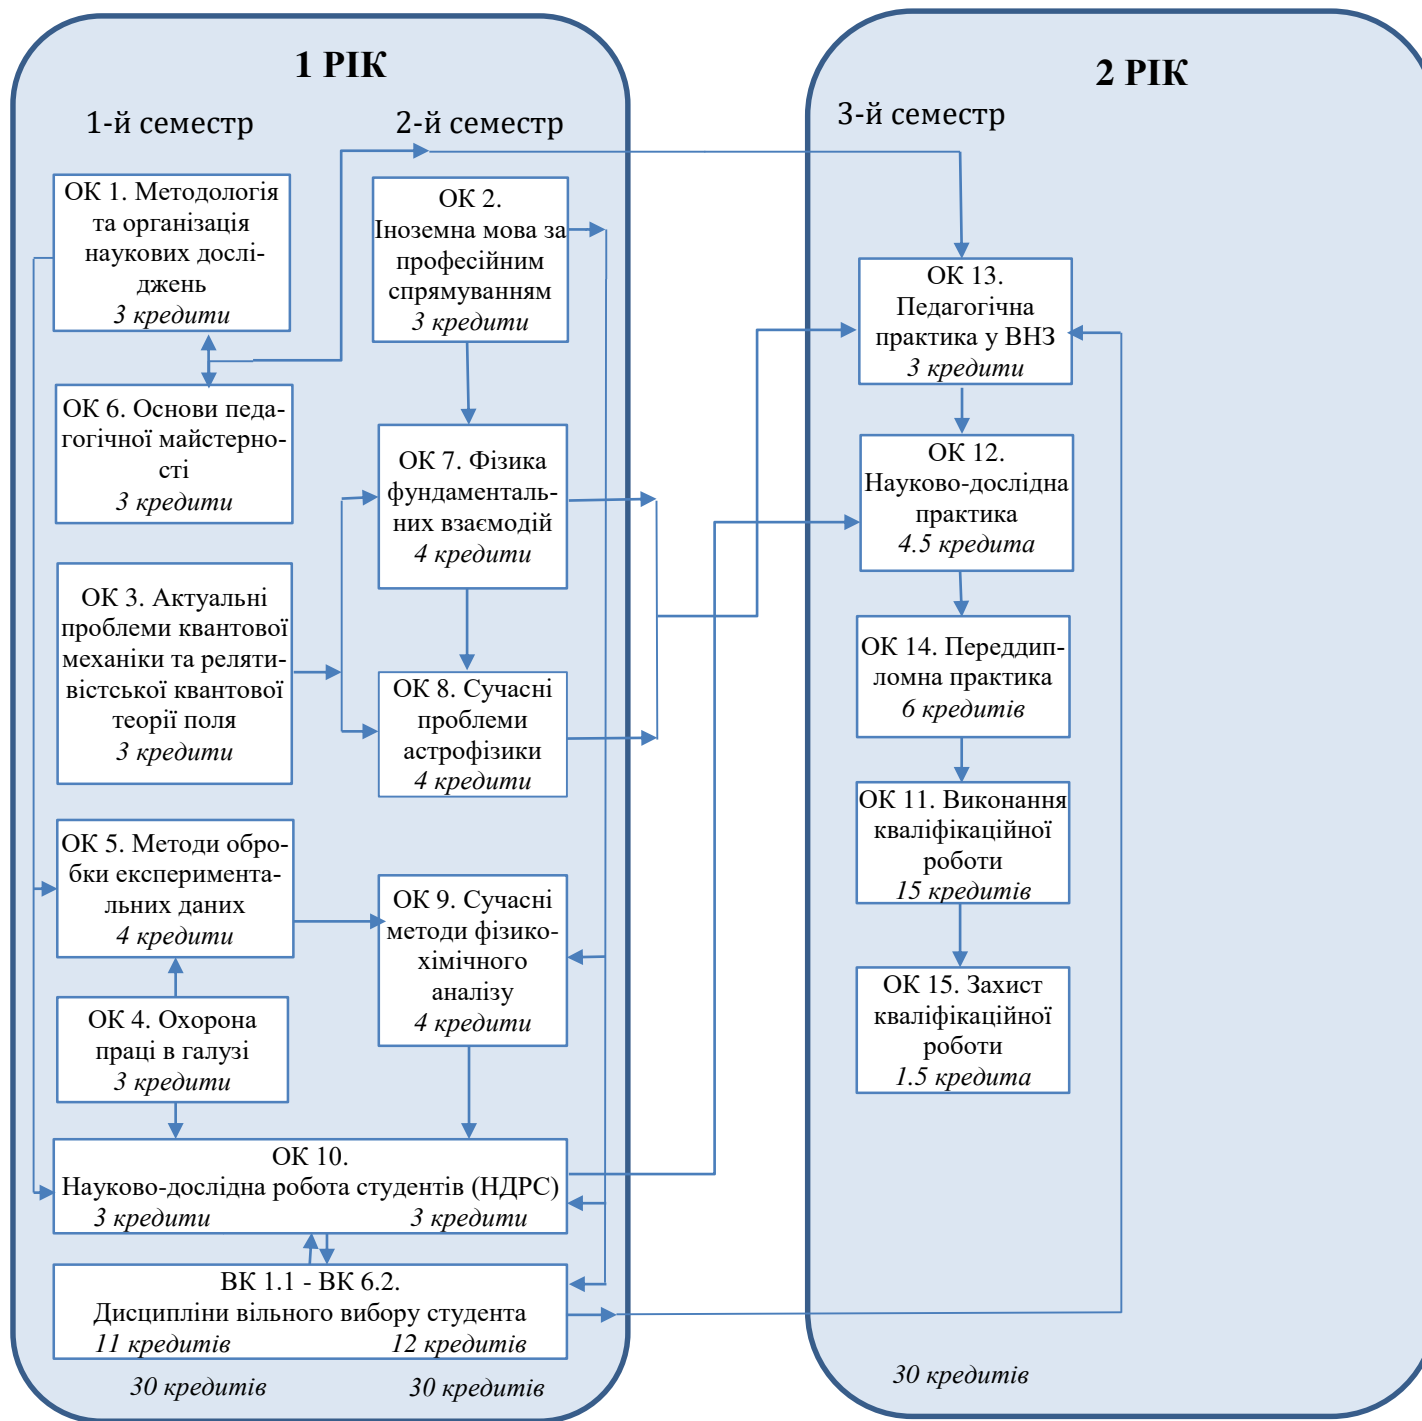 1 РІК
1-й семестр
2-й семестр
ОК 1. Методологія
та організація
наукових дослі-
джень
3 кредити
ОК 2.
Іноземна мова за
професійним
спрямуванням
3 кредити
ОК 6. Основи педа-
гогічної майстерно-
сті
3 кредити
ОК 7. Фізика
фундаменталь-
них взаємодій
4 кредити
ОК 3. Актуальні
проблеми квантової
механіки та реляти-
вістської квантової
теорії поля
3 кредити
ОК 8. Сучасні
проблеми
астрофізики
4 кредити
ОК 5. Методи обро-
бки експеримента-
льних даних
4 кредити
ОК 9. Сучасні
методи фізико-
хімічного
аналізу
4 кредити
ОК 4. Охорона
праці в галузі
3 кредити
ОК 10.
Науково-дослідна робота студентів (НДРС)
3 кредити 3 кредити
ВК 1.1 - ВК 6.2.
Дисципліни вільного вибору студента
11 кредитів 12 кредитів
30 кредитів 30 кредитів
2 РІК
3-й семестр
ОК 13.
Педагогічна
практика у ВНЗ
3 кредити
ОК 12.
Науково-дослідна
практика
4.5 кредита
ОК 14. Переддип-
ломна практика
6 кредитів
ОК 11. Виконання
кваліфікаційної
роботи
15 кредитів
ОК 15. Захист
кваліфікаційної
роботи
1.5 кредита
30 кредитів